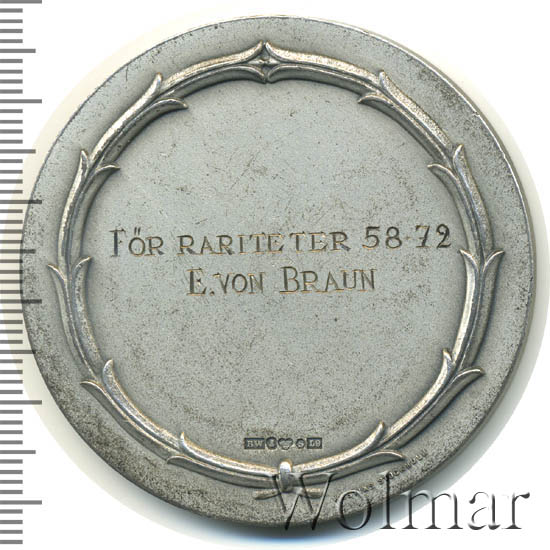 FÖR RARITETER 58-72
E. VON BRAUN
Wolmar